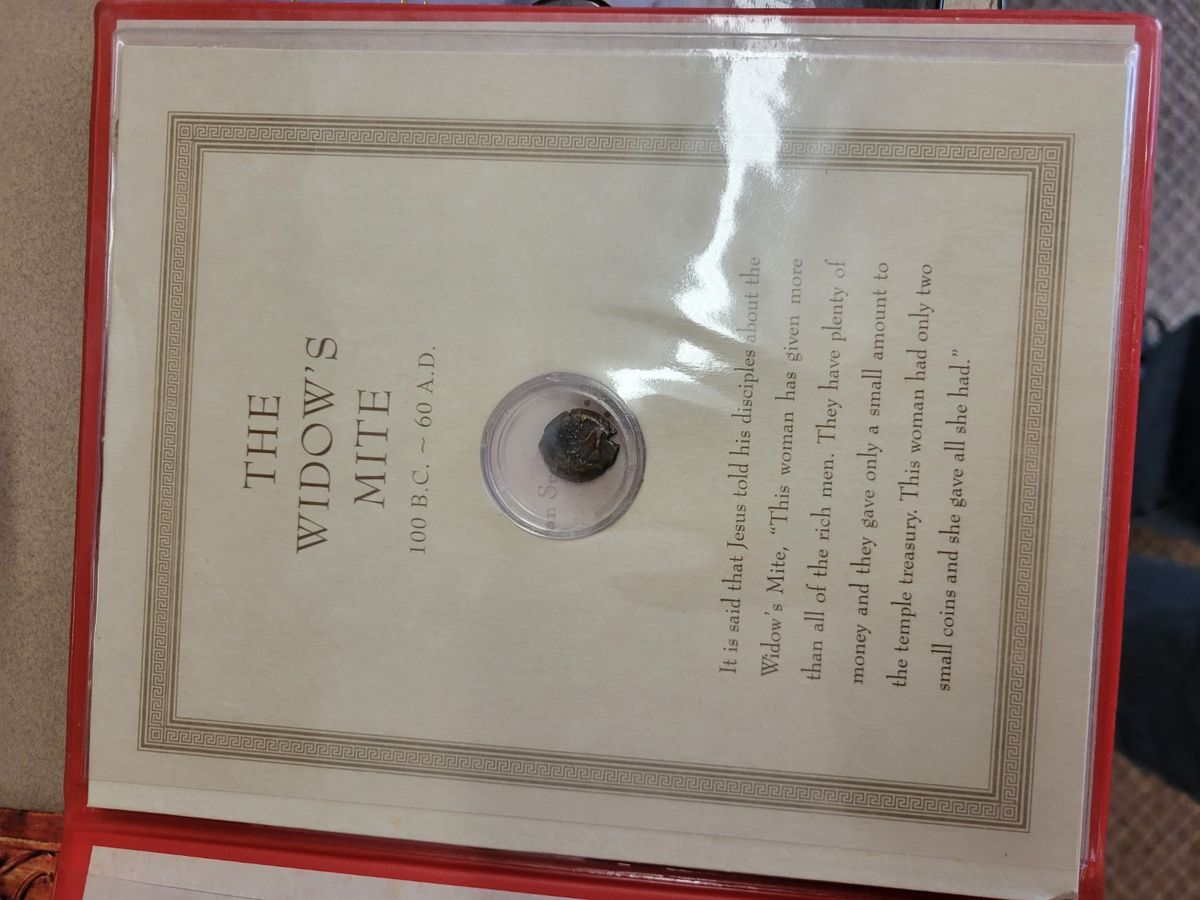 THE
WIDOW'S
MITE
100 B.C. ~ 60 A.D.
an S
It is said that Jesus told his disciples about the
Widow's Mite, “This woman has given more
than all of the rich men. They have plenty of
money and they gave only a small amount to
the temple treasury. This woman had only two
small coins and she gave all she had.”